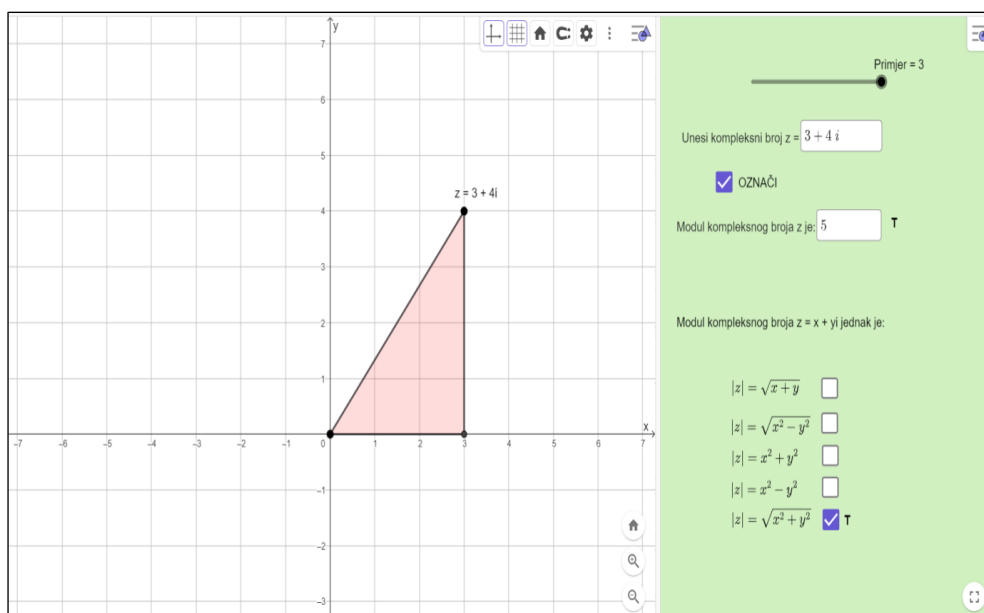 y
7
6
5
z = 3 + 4i
4
3
2
1
x
−7 −6 −5 −4 −3 −2 −1 0 1 2 3 4 5 6 7
−1
−2
−3
Primjer = 3
Unesi kompleksni broj z = 3 + 4 i
OZNAČI
Modul kompleksnog broja z je: 5 T
Modul kompleksnog broja z = x + yi jednak je:
|z| = √(x + y)
|z| = √(x² − y²)
|z| = x² + y²
|z| = x² − y²
|z| = √(x² + y²) T